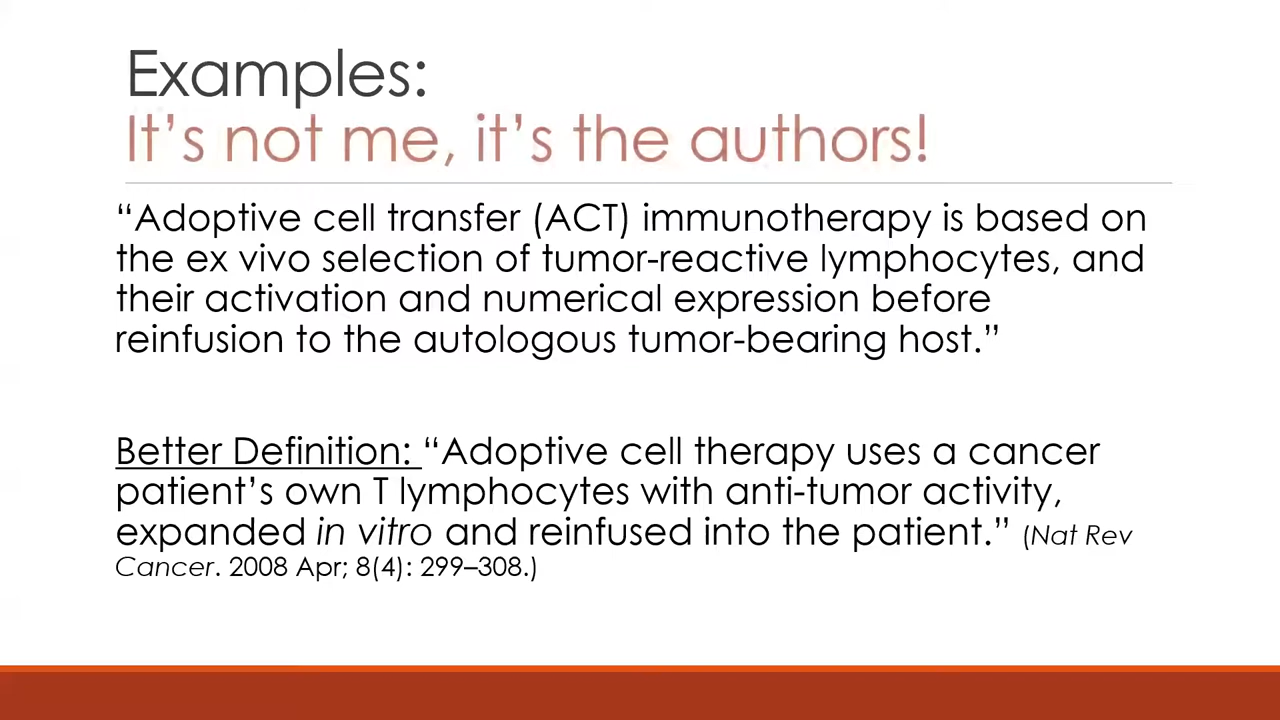 Examples:
It’s not me, it’s the authors!
“Adoptive cell transfer (ACT) immunotherapy is based on
the ex vivo selection of tumor-reactive lymphocytes, and
their activation and numerical expression before
reinfusion to the autologous tumor-bearing host.”
Better Definition: “Adoptive cell therapy uses a cancer
patient’s own T lymphocytes with anti-tumor activity,
expanded in vitro and reinfused into the patient.” (Nat Rev
Cancer. 2008 Apr; 8(4): 299–308.)